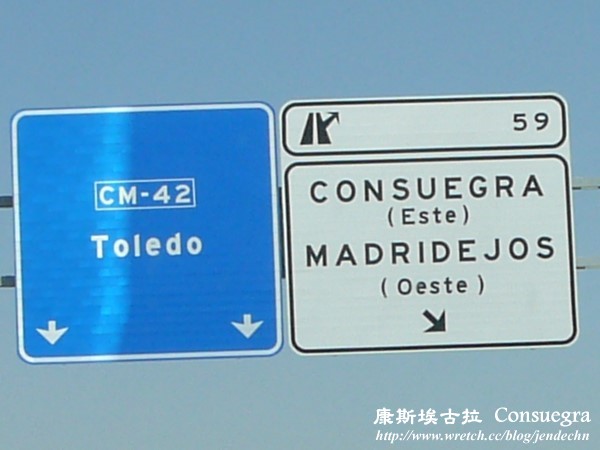 CM-42
Toledo
59
CONSUEGRA
(Este)
MADRIDEJOS
(Oeste)
康斯埃古拉 Consuegra
http://www.wretch.cc/blog/jendechn